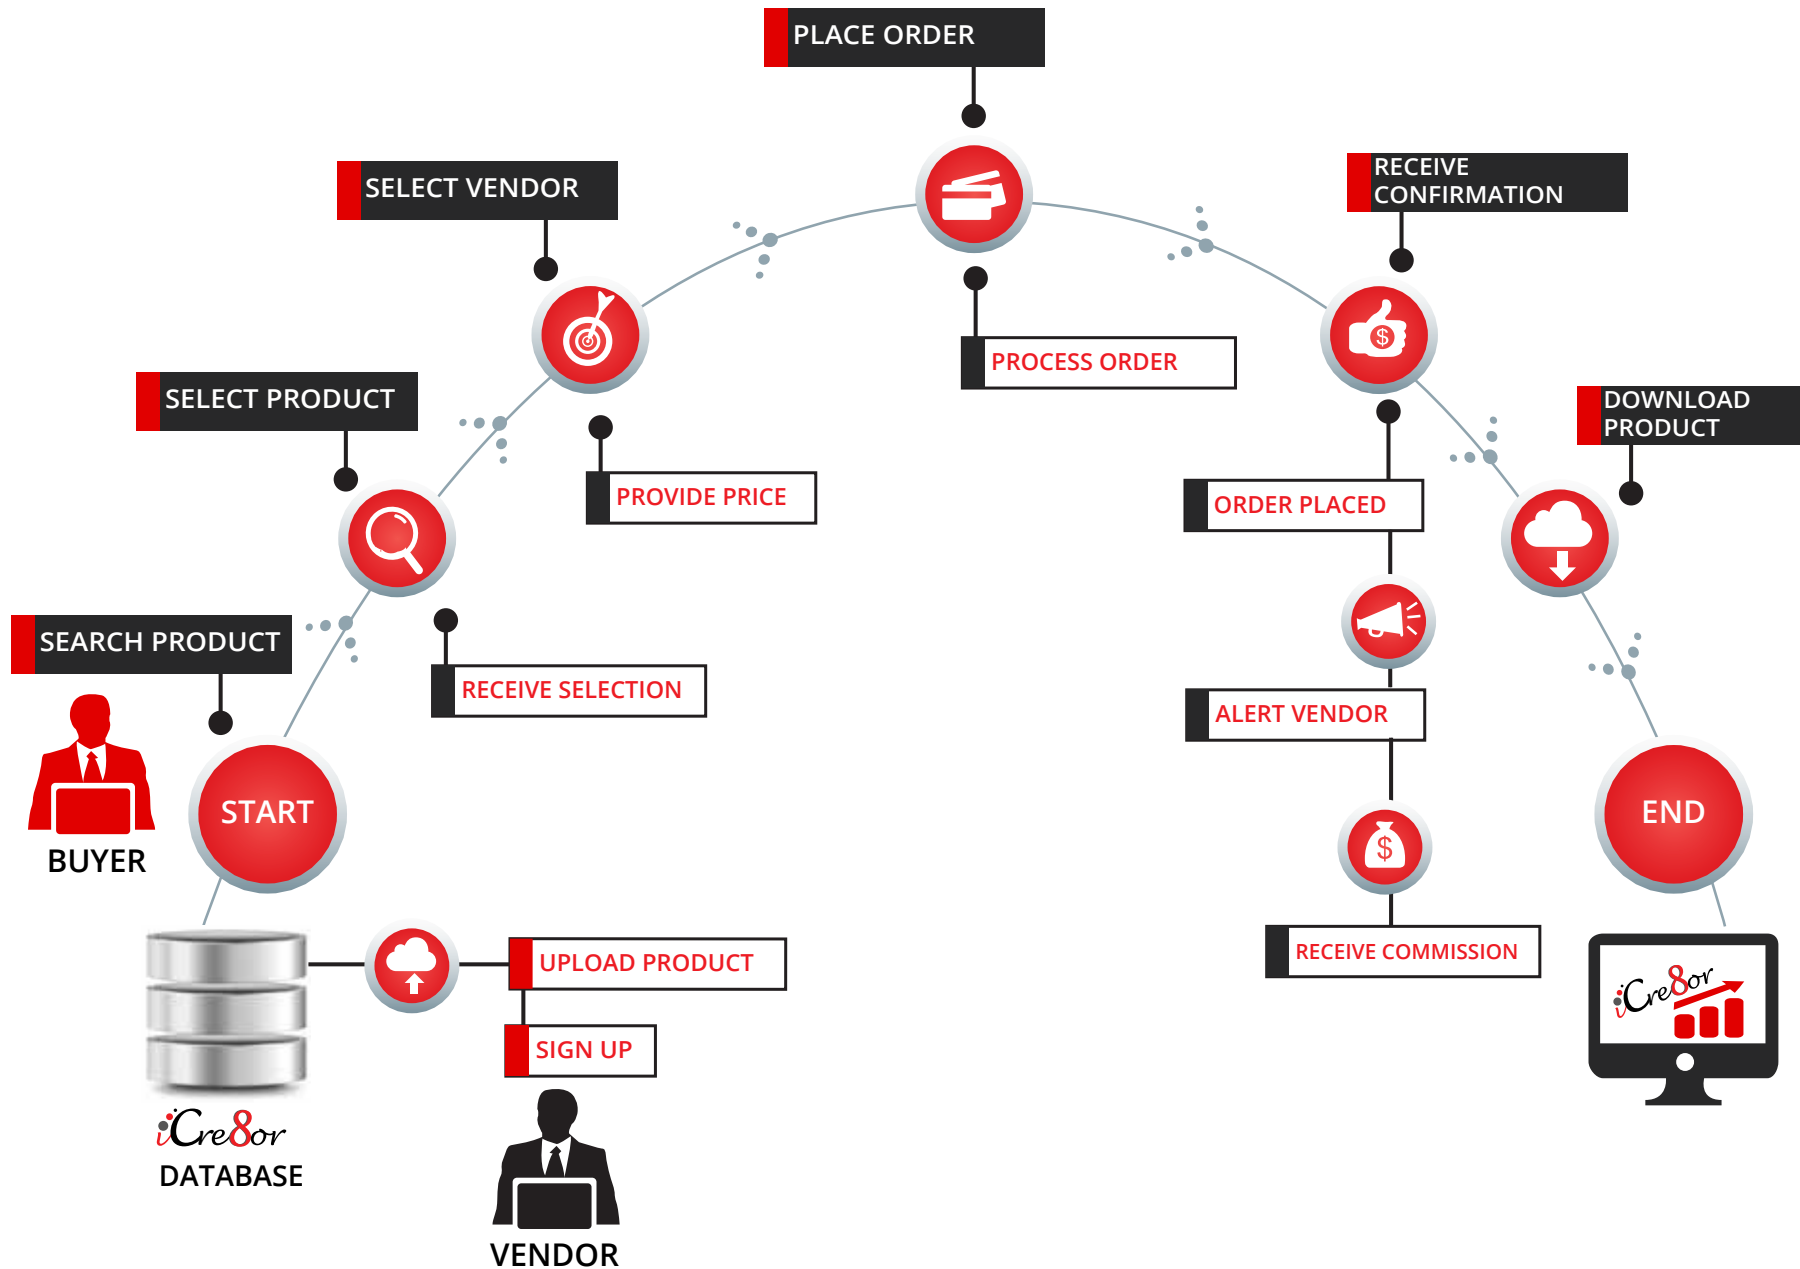 PLACE ORDER
SELECT VENDOR
RECEIVE
CONFIRMATION
PROCESS ORDER
SELECT PRODUCT
DOWNLOAD
PRODUCT
PROVIDE PRICE
ORDER PLACED
SEARCH PRODUCT
RECEIVE SELECTION
ALERT VENDOR
START
END
BUYER
$
$
RECEIVE COMMISSION
UPLOAD PRODUCT
iCre8or
SIGN UP
iCre8or
DATABASE
VENDOR